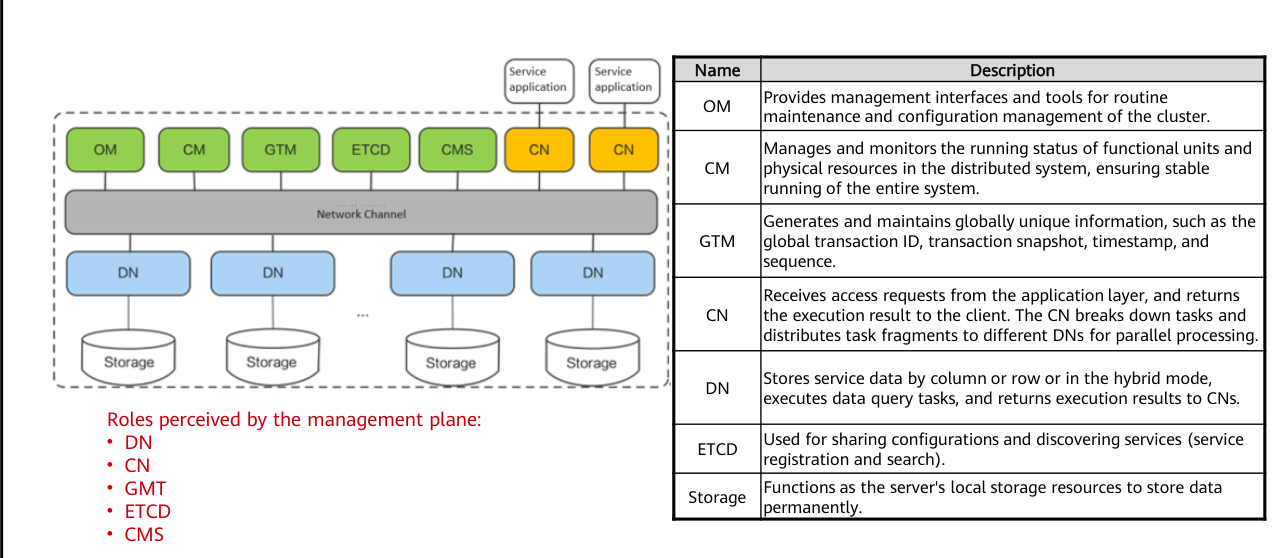 Service
application
Service
application
OM
CM
GTM
ETCD
CMS
CN
CN
Network Channel
DN
DN
DN
DN
...
Storage
Storage
Storage
Storage
Roles perceived by the management plane:
• DN
• CN
• GMT
• ETCD
• CMS
Name
Description
OM
Provides management interfaces and tools for routine
maintenance and configuration management of the cluster.
CM
Manages and monitors the running status of functional units and
physical resources in the distributed system, ensuring stable
running of the entire system.
GTM
Generates and maintains globally unique information, such as the
global transaction ID, transaction snapshot, timestamp, and
sequence.
CN
Receives access requests from the application layer, and returns
the execution result to the client. The CN breaks down tasks and
distributes task fragments to different DNs for parallel processing.
DN
Stores service data by column or row or in the hybrid mode,
executes data query tasks, and returns execution results to CNs.
ETCD
Used for sharing configurations and discovering services (service
registration and search).
Storage
Functions as the server's local storage resources to store data
permanently.